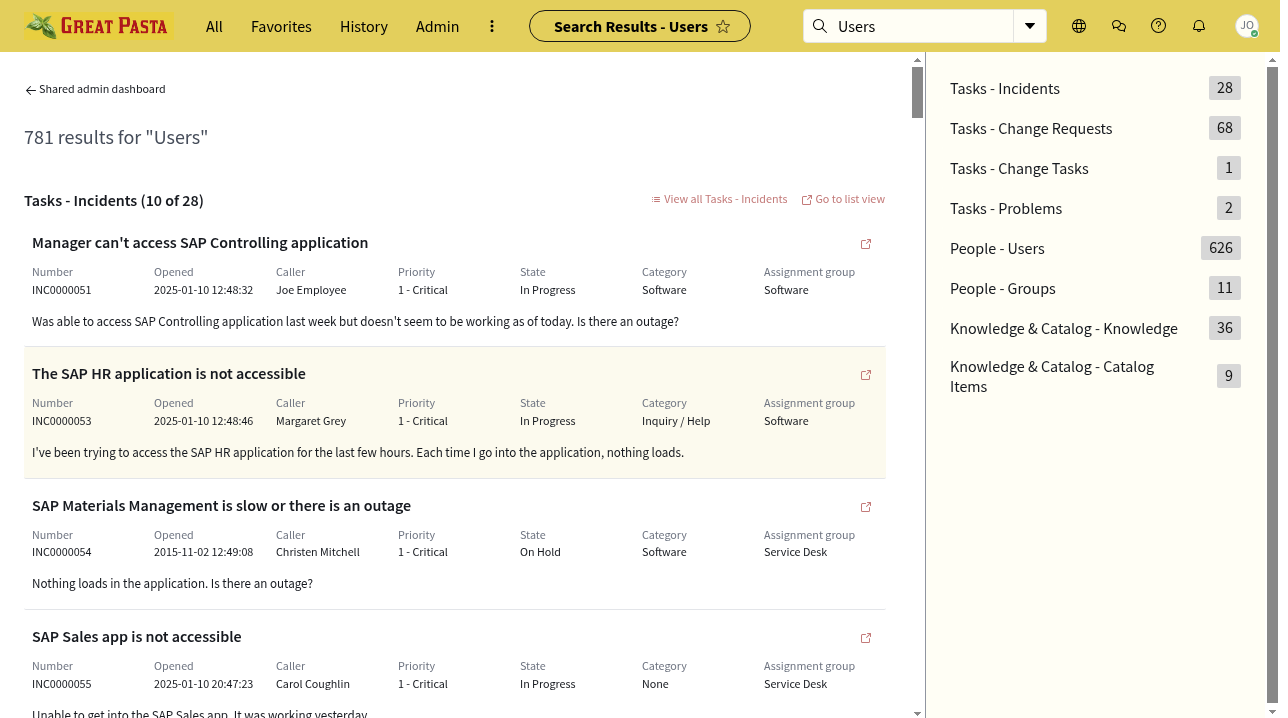 GREAT PASTA
All
Favorites
History
Admin
Search Results - Users
Users
JO
Shared admin dashboard
781 results for "Users"
Tasks - Incidents (10 of 28)
View all Tasks - Incidents
Go to list view
Manager can't access SAP Controlling application
Number Opened Caller Priority State Category Assignment group
INC0000051 2025-01-10 12:48:32 Joe Employee 1 - Critical In Progress Software Software
Was able to access SAP Controlling application last week but doesn't seem to be working as of today. Is there an outage?
The SAP HR application is not accessible
Number Opened Caller Priority State Category Assignment group
INC0000053 2025-01-10 12:48:46 Margaret Grey 1 - Critical In Progress Inquiry / Help Software
I've been trying to access the SAP HR application for the last few hours. Each time I go into the application, nothing loads.
SAP Materials Management is slow or there is an outage
Number Opened Caller Priority State Category Assignment group
INC0000054 2015-11-02 12:49:08 Christen Mitchell 1 - Critical On Hold Software Service Desk
Nothing loads in the application. Is there an outage?
SAP Sales app is not accessible
Number Opened Caller Priority State Category Assignment group
INC0000055 2025-01-10 20:47:23 Carol Coughlin 1 - Critical In Progress None Service Desk
Unable to get into the SAP Sales app. It was working yesterday
Tasks - Incidents 28
Tasks - Change Requests 68
Tasks - Change Tasks 1
Tasks - Problems 2
People - Users 626
People - Groups 11
Knowledge & Catalog - Knowledge 36
Knowledge & Catalog - Catalog
Items 9